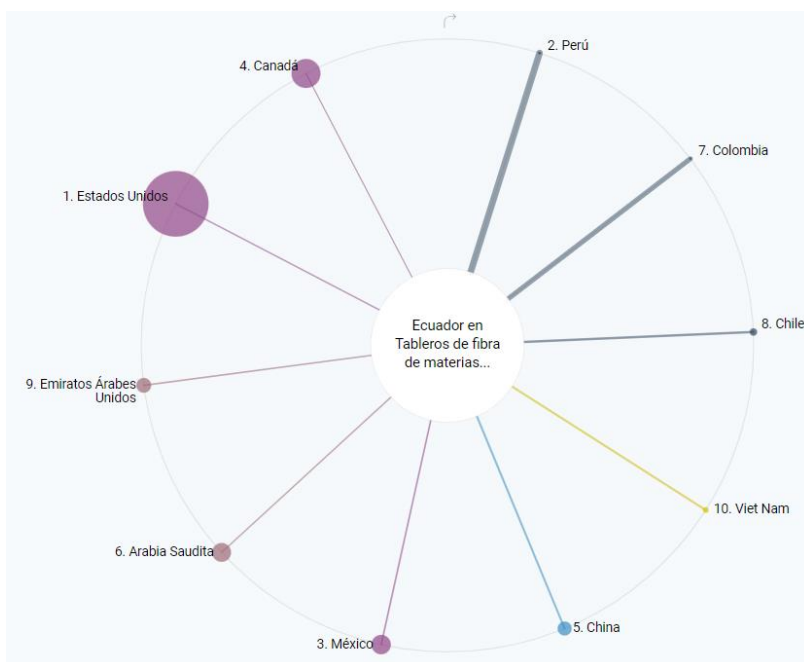 2. Perú
4. Canadá
7. Colombia
1. Estados Unidos
8. Chile
Ecuador en
Tableros de fibra
de materias...
9. Emiratos Árabes
Unidos
10. Viet Nam
6. Arabia Saudita
5. China
3. México